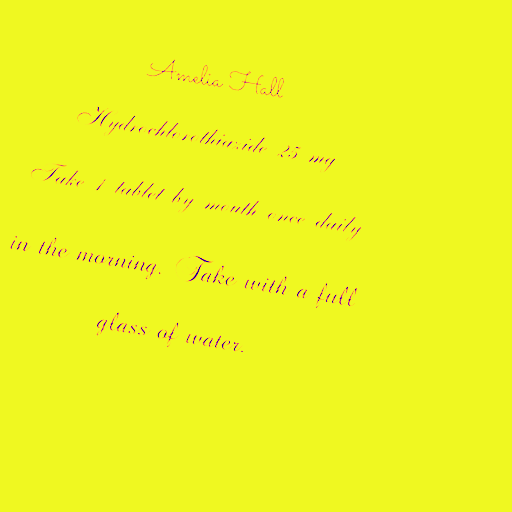 Amelia Hall
Hydrochlorothiazide 25 mg
Take 1 tablet by mouth once daily
in the morning. Take with a full
glass of water.